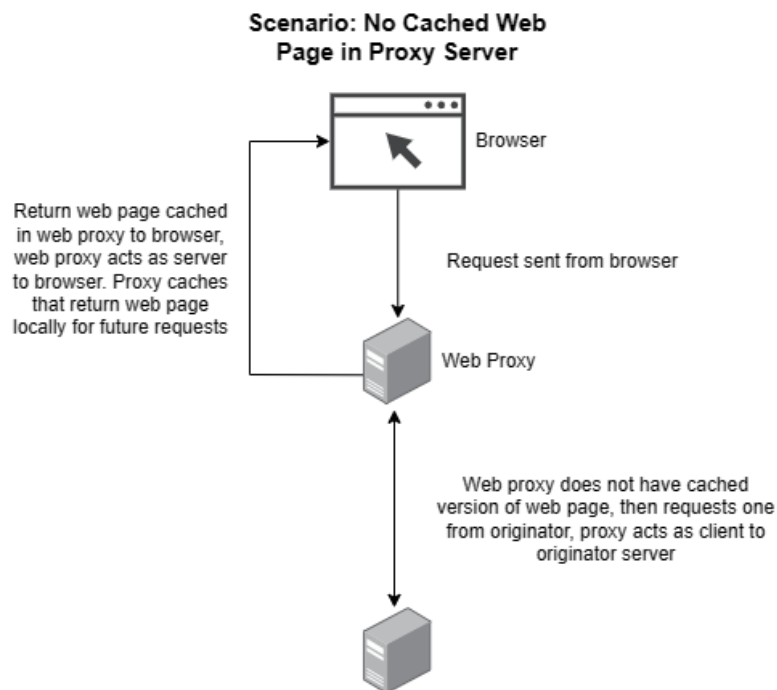 Scenario: No Cached Web
Page in Proxy Server
Browser
Return web page cached
in web proxy to browser,
web proxy acts as server
to browser. Proxy caches
that return web page
locally for future requests
Request sent from browser
Web Proxy
Web proxy does not have cached
version of web page, then requests one
from originator, proxy acts as client to
originator server